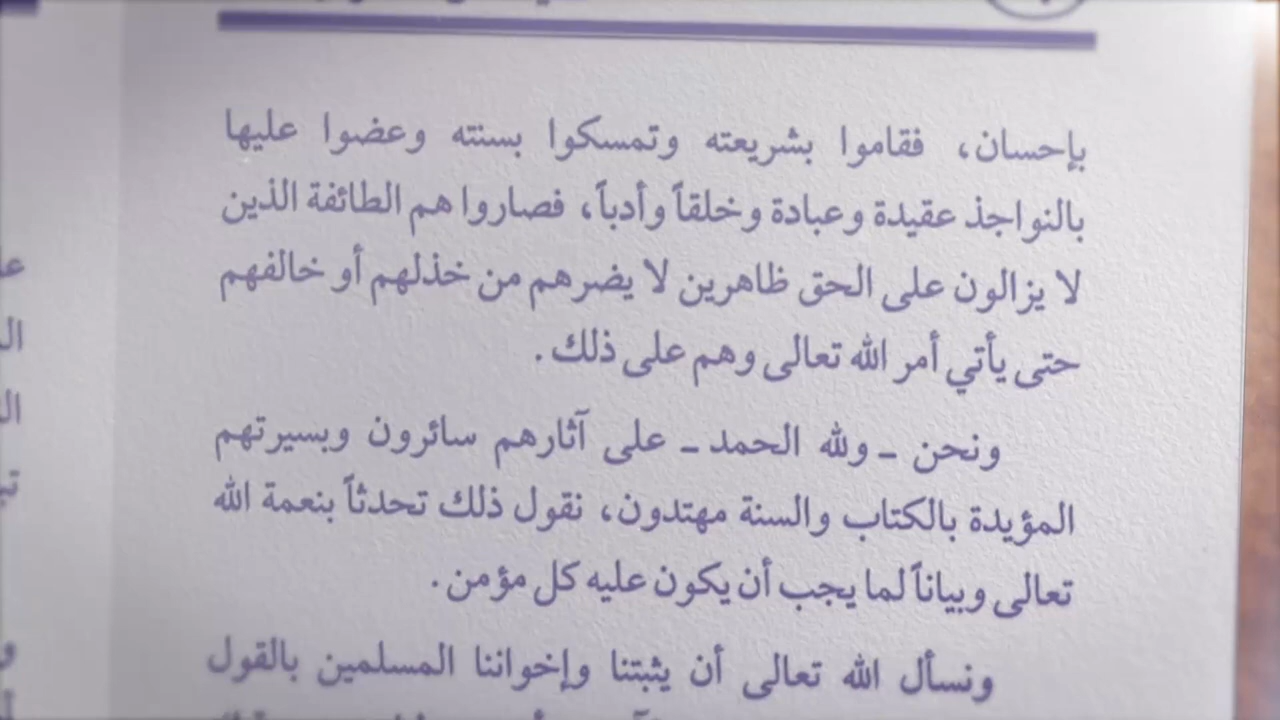 بإحسان، فقاموا بشريعته وتمسكوا بسنته وعضوا عليها
بالنواجذ عقيدة وعبادة وخلقاً وأدباً، فصاروا هم الطائفة الذين
لا يزالون على الحق ظاهرين لا يضرهم من خذلهم أو خالفهم
حتى يأتي أمر الله تعالى وهم على ذلك.
ونحن ـ ولله الحمد ـ على آثارهم سائرون وبسيرتهم
المؤيدة بالكتاب والسنة مهتدون، نقول ذلك تحدثاً بنعمة الله
تعالى وبياناً لما يجب أن يكون عليه كل مؤمن.
ونسأل الله تعالى أن يثبتنا وإخواننا المسلمين بالقول